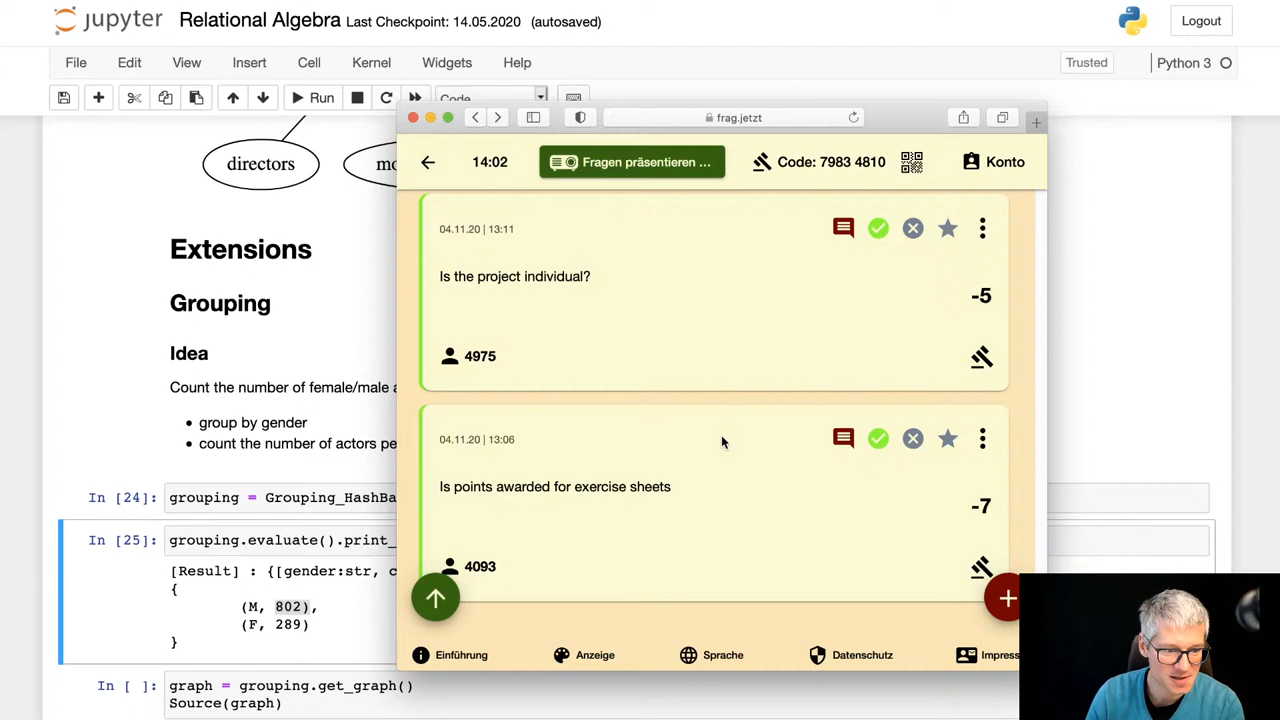 jupyter Relational Algebra Last Checkpoint: 14.05.2020 (autosaved)
Logout
File Edit View Insert Cell Kernel Widgets Help
Trusted
Python 3
Run
Code
directors
frag.jetzt
14:02
Fragen präsentieren ...
Code: 7983 4810
Konto
04.11.20 | 13:11
Is the project individual?
-5
4975
04.11.20 | 13:06
Is points awarded for exercise sheets
-7
4093
Einführung
Anzeige
Sprache
Datenschutz
Impress
Extensions
Grouping
Idea
Count the number of female/male
• group by gender
• count the number of actors
In [24]: grouping = Grouping_HashBa
In [25]: grouping.evaluate().print_
[Result] : {[gender:str, c
{
(M, 802),
(F, 289)
}
In [ ]: graph = grouping.get_graph()
Source(graph)